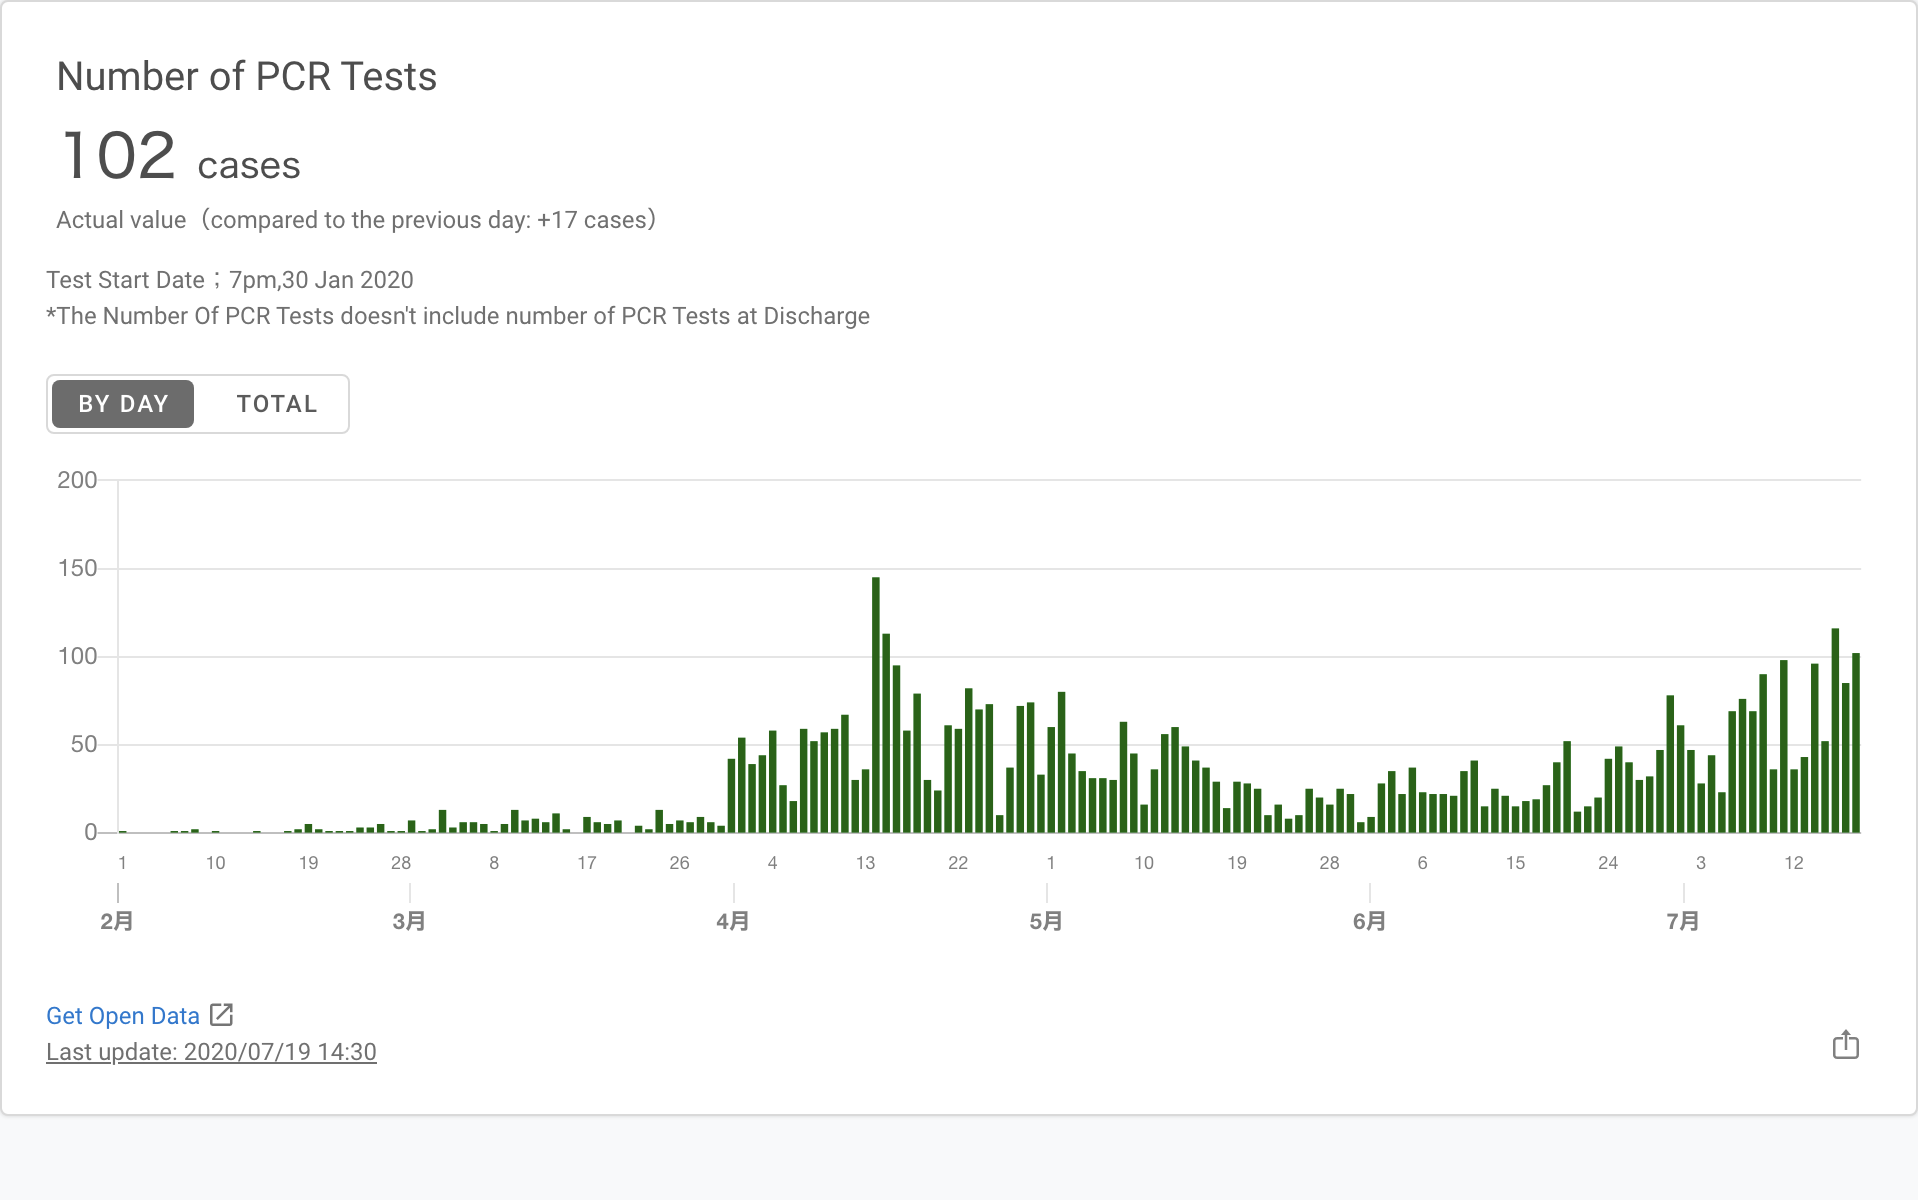 Number of PCR Tests
102 cases
Actual value（compared to the previous day: +17 cases）
Test Start Date；7pm,30 Jan 2020
*The Number Of PCR Tests doesn't include number of PCR Tests at Discharge
BY DAY TOTAL
200
150
100
50
0
1 10 19 28 8 17 26 4 13 22 1 10 19 28 6 15 24 3 12
2月 3月 4月 5月 6月 7月
Get Open Data
Last update: 2020/07/19 14:30